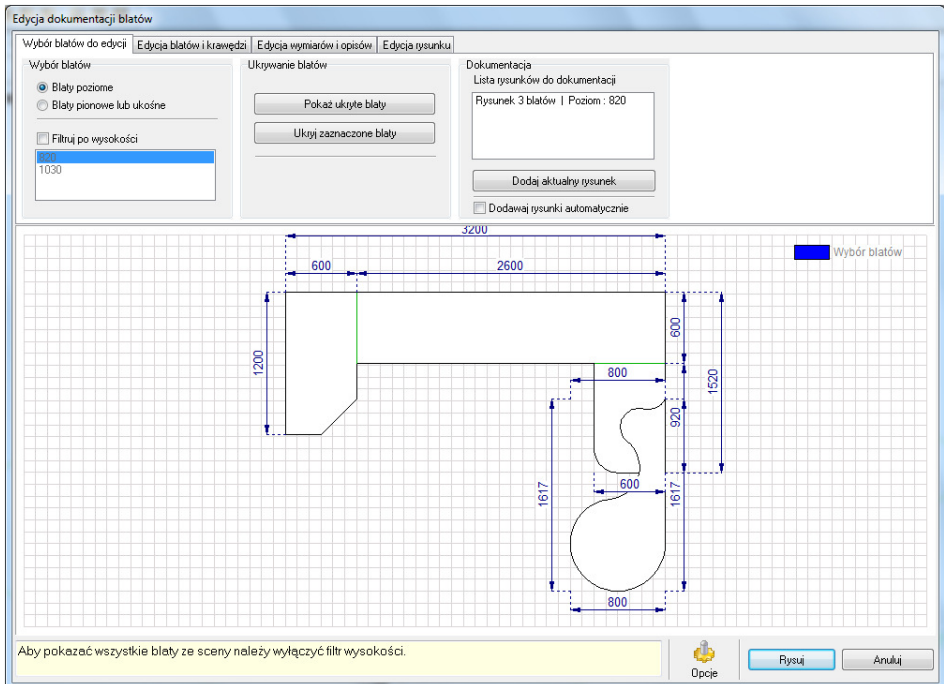 Edycja dokumentacji blatów
Wybór blatów do edycji Edycja blatów i krawędzi Edycja wymiarów i opisów Edycja rysunku
Wybór blatów
Blaty poziome
Blaty pionowe lub ukośne
Filtruj po wysokości
820
1030
Ukrywanie blatów
Pokaż ukryte blaty
Ukryj zaznaczone blaty
Dokumentacja
Lista rysunków do dokumentacji
Rysunek 3 blatów | Poziom : 820
Dodaj aktualny rysunek
Dodawaj rysunki automatycznie
3200
Wybór blatów
600 2600
600
1200
800
1520
920
600
1617
1617
800
Aby pokazać wszystkie blaty ze sceny należy wyłączyć filtr wysokości.
Opcje
Rysuj
Anuluj